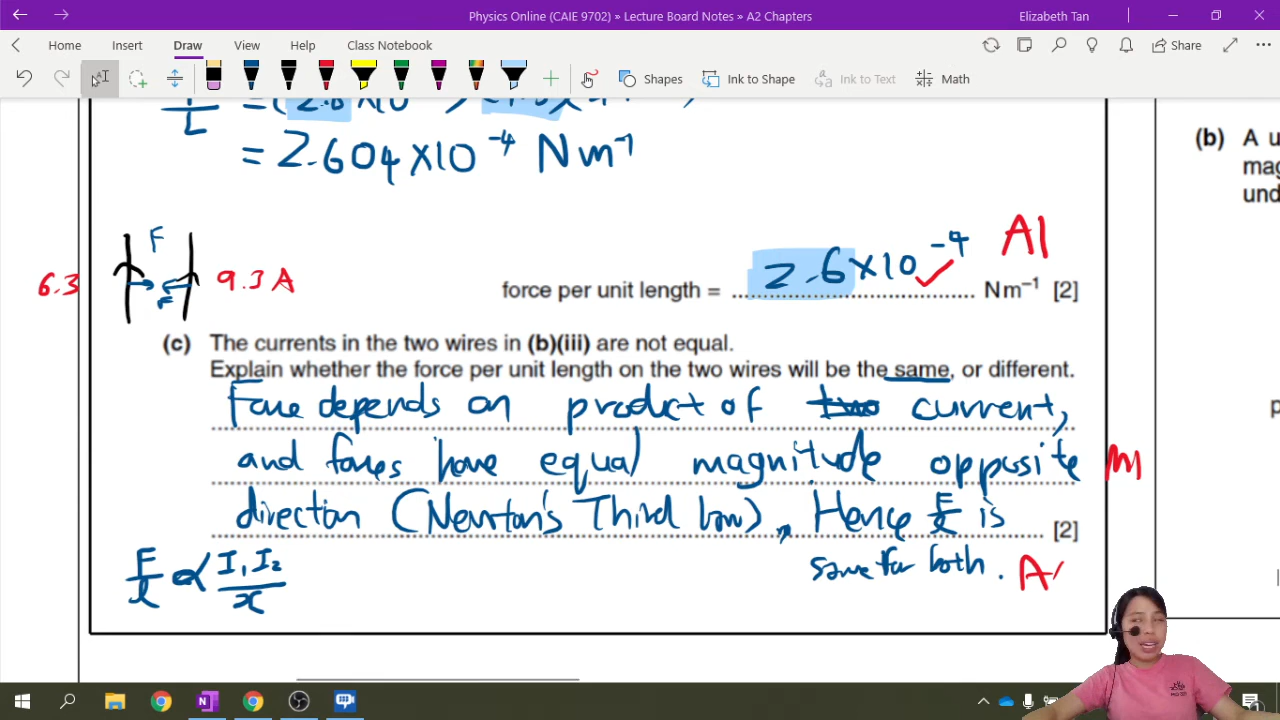 Physics Online (CAIE 9702) » Lecture Board Notes » A2 Chapters
Elizabeth Tan
Home Insert Draw View Help Class Notebook
Share
Shapes
Ink to Shape
Ink to Text
Math
L
= 2.604 × 10⁻⁴ N m⁻¹
F
6.3
9.3 A
F
2.6 × 10⁻⁴
A1
force per unit length = ........ N m⁻¹ [2]
(c) The currents in the two wires in (b)(iii) are not equal.
Explain whether the force per unit length on the two wires will be the same, or different.
Force depends on product of two current,
and forces have equal magnitude opposite
M
direction (Newton's Third law). Hence F/L is
[2]
same for both.
F/L ∝ I₁I₂/x
(b) A u
mag
und